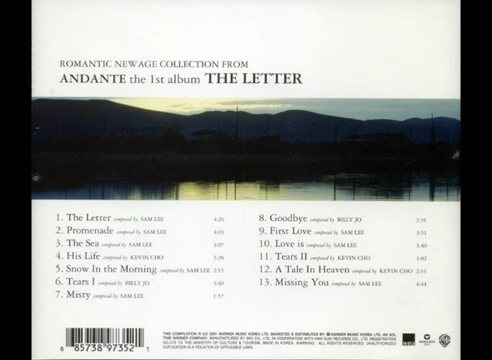 ROMANTIC NEWAGE COLLECTION FROM
ANDANTE the 1st album THE LETTER
1. The Letter composed by SAM LEE 4:20
2. Promenade composed by SAM LEE 4:03
3. The Sea composed by SAM LEE 3:07
4. His Life composed by KEVIN CHO 3:28
5. Snow In the Morning composed by SAM LEE 2:55
6. Tears I composed by BILLY JO 3:49
7. Misty composed by SAM LEE 1:57
8. Goodbye composed by BILLY JO 2:58
9. First Love composed by SAM LEE 3:51
10. Love is composed by SAM LEE 3:40
11. Tears II composed by KEVIN CHO 3:02
12. A Tale In Heaven composed by KEVIN CHO 2:31
13. Missing You composed by SAM LEE 4:44
6 85738 97352 1